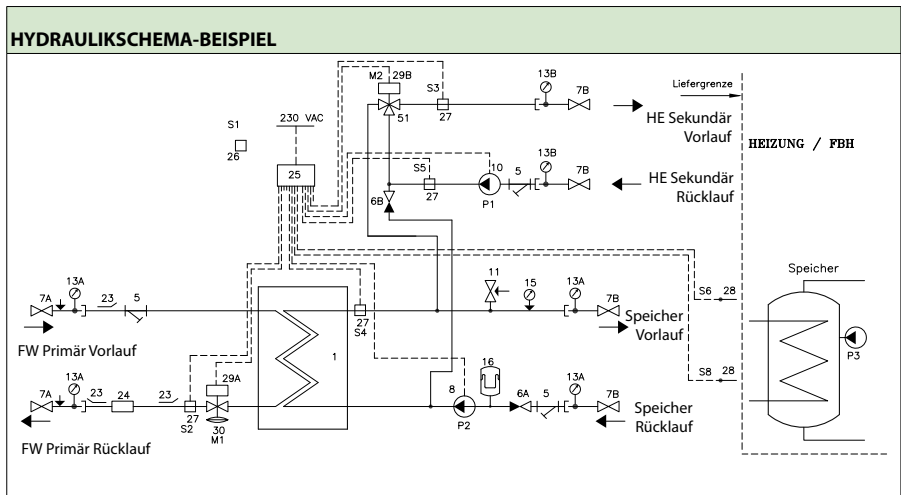 HYDRAULIKSCHEMA-BEISPIEL
M2 29B
S3
13B
7B
Liefergrenze
S1
230 VAC
51
27
HE Sekundär
Vorlauf
HEIZUNG / FBH
26
25
S5
10
5
13B
7B
27
P1
HE Sekundär
Rücklauf
6B
S6 28
Speicher
7A
13A
23
5
27
S4
11
15
13A
7B
Speicher
Vorlauf
FW Primär Vorlauf
1
P3
7A
13A
23
24
23
29A
27
S2
30
M1
8
P2
16
6A
5
13A
7B
S8 28
Speicher
Rücklauf
FW Primär Rücklauf